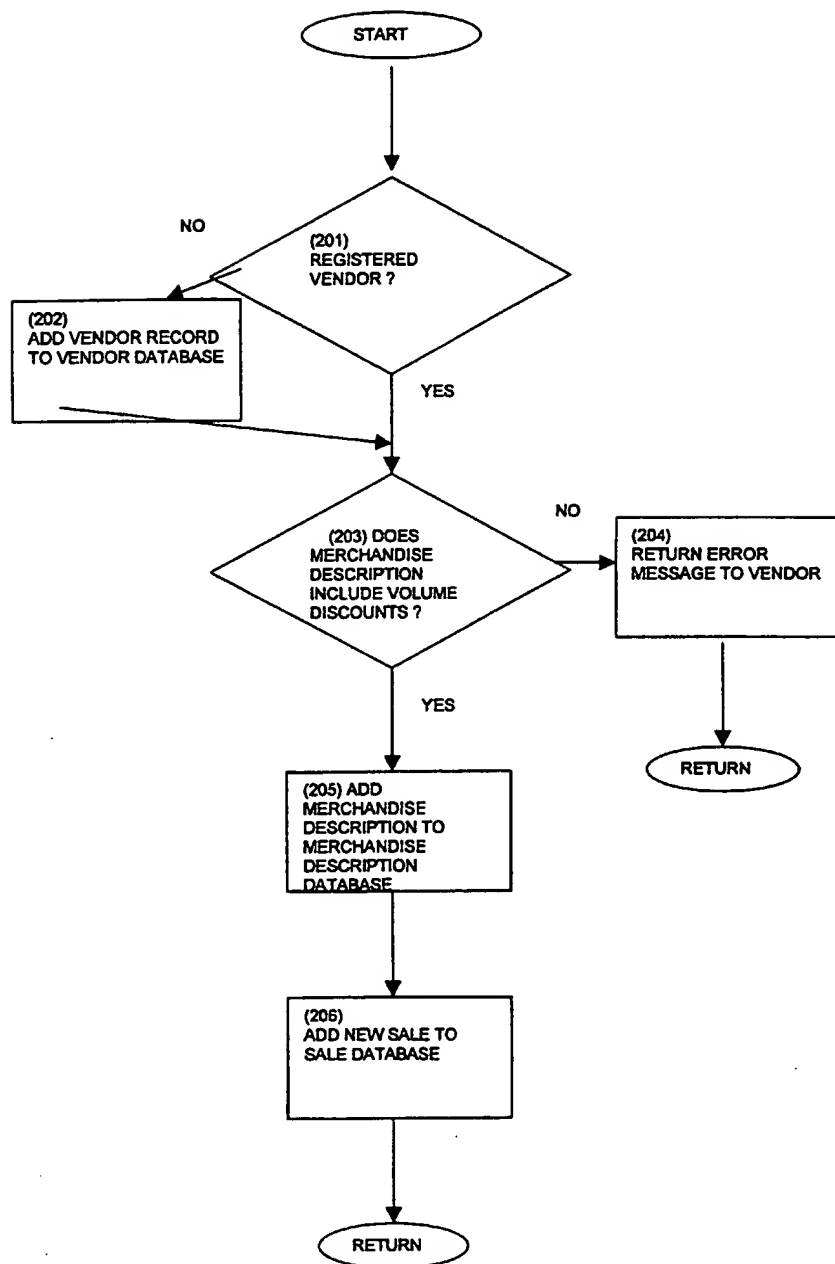 START
NO
(201)
REGISTERED
VENDOR ?
(202)
ADD VENDOR RECORD
TO VENDOR DATABASE
YES
(203) DOES
MERCHANDISE
DESCRIPTION
INCLUDE VOLUME
DISCOUNTS ?
NO
(204)
RETURN ERROR
MESSAGE TO VENDOR
YES
RETURN
(205) ADD
MERCHANDISE
DESCRIPTION TO
MERCHANDISE
DESCRIPTION
DATABASE
(206)
ADD NEW SALE TO
SALE DATABASE
RETURN